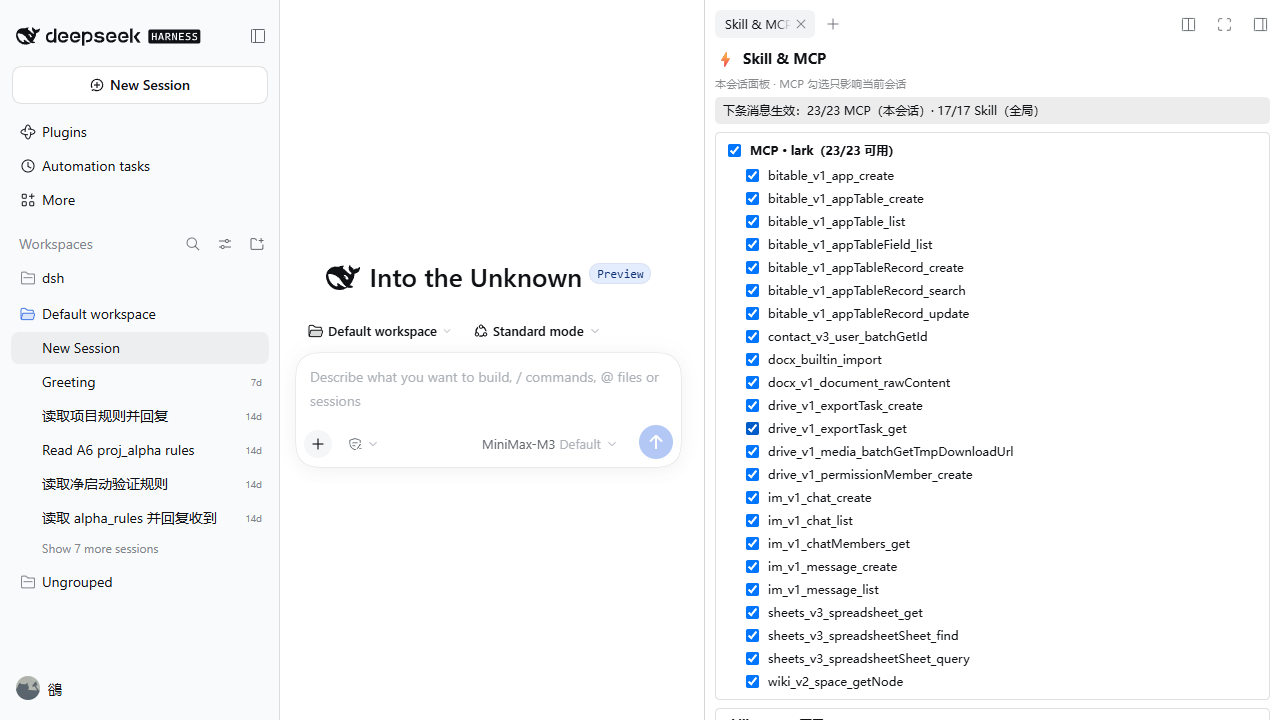 deepseek HARNESS
New Session
Plugins
Automation tasks
More
Workspaces
dsh
Default workspace
New Session
Greeting 7d
读取项目规则并回复 14d
Read A6 proj_alpha rules 14d
读取净启动验证规则 14d
读取 alpha_rules 并回复收到 14d
Show 7 more sessions
Ungrouped
鴿
Into the Unknown Preview
Default workspace Standard mode
Describe what you want to build, / commands, @ files or
sessions
MiniMax-M3 Default
Skill & MCP
Skill & MCP
本会话面板 · MCP 勾选只影响当前会话
下条消息生效：23/23 MCP（本会话）· 17/17 Skill（全局）
MCP · lark（23/23 可用）
bitable_v1_app_create
bitable_v1_appTable_create
bitable_v1_appTable_list
bitable_v1_appTableField_list
bitable_v1_appTableRecord_create
bitable_v1_appTableRecord_search
bitable_v1_appTableRecord_update
contact_v3_user_batchGetId
docx_builtin_import
docx_v1_document_rawContent
drive_v1_exportTask_create
drive_v1_exportTask_get
drive_v1_media_batchGetTmpDownloadUrl
drive_v1_permissionMember_create
im_v1_chat_create
im_v1_chat_list
im_v1_chatMembers_get
im_v1_message_create
im_v1_message_list
sheets_v3_spreadsheet_get
sheets_v3_spreadsheetSheet_find
sheets_v3_spreadsheetSheet_query
wiki_v2_space_getNode